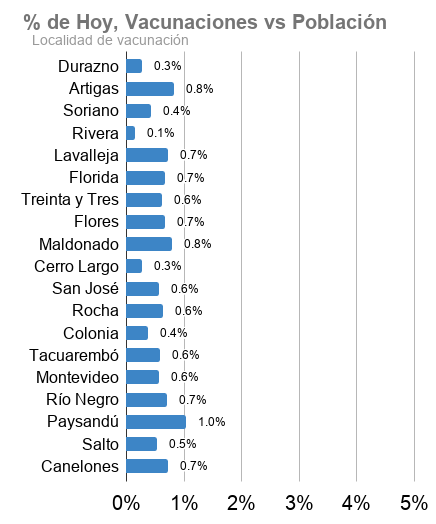 % de Hoy, Vacunaciones vs Población
Localidad de vacunación
Durazno 0.3%
Artigas 0.8%
Soriano 0.4%
Rivera 0.1%
Lavalleja 0.7%
Florida 0.7%
Treinta y Tres 0.6%
Flores 0.7%
Maldonado 0.8%
Cerro Largo 0.3%
San José 0.6%
Rocha 0.6%
Colonia 0.4%
Tacuarembó 0.6%
Montevideo 0.6%
Río Negro 0.7%
Paysandú 1.0%
Salto 0.5%
Canelones 0.7%
0% 1% 2% 3% 4% 5%